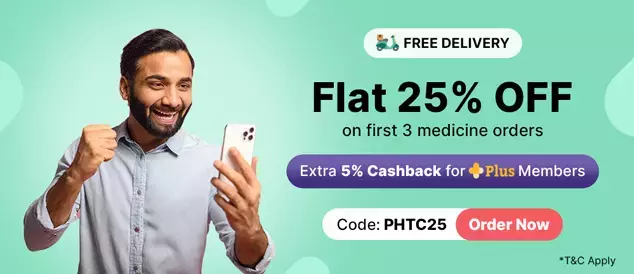 FREE DELIVERY
Flat 25% OFF
on first 3 medicine orders
Extra 5% Cashback for Plus Members
Code: PHTC25 Order Now
*T&C Apply